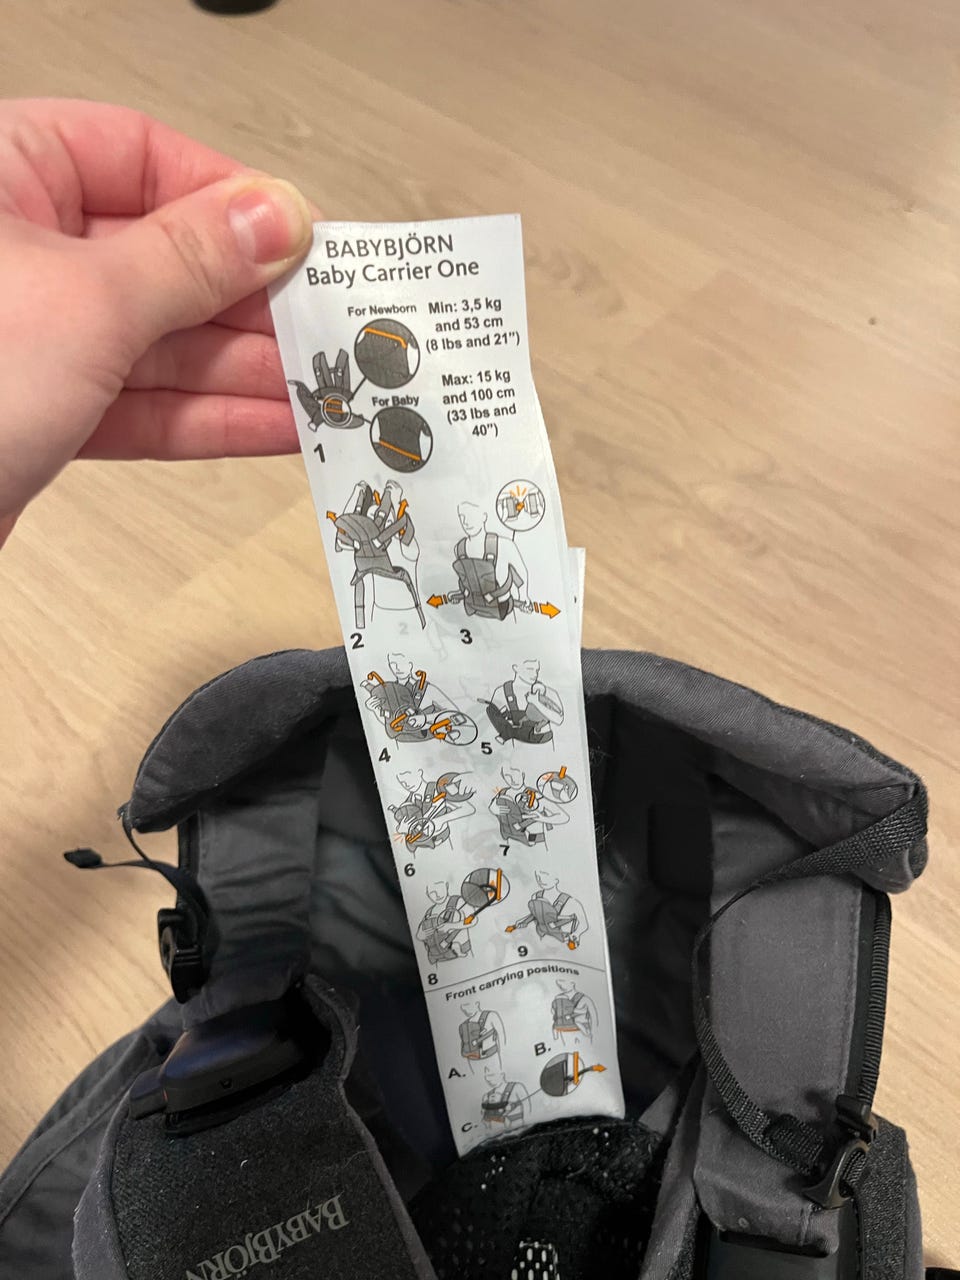 BABYBJÖRN
Baby Carrier One
For Newborn
Min: 3,5 kg
and 53 cm
(8 lbs and 21”)
Max: 15 kg
and 100 cm
(33 lbs and
40”)
For Baby
1
2
2
3
4
5
6
7
8
9
Front carrying positions
A.
B.
C.
BABYBJÖRN